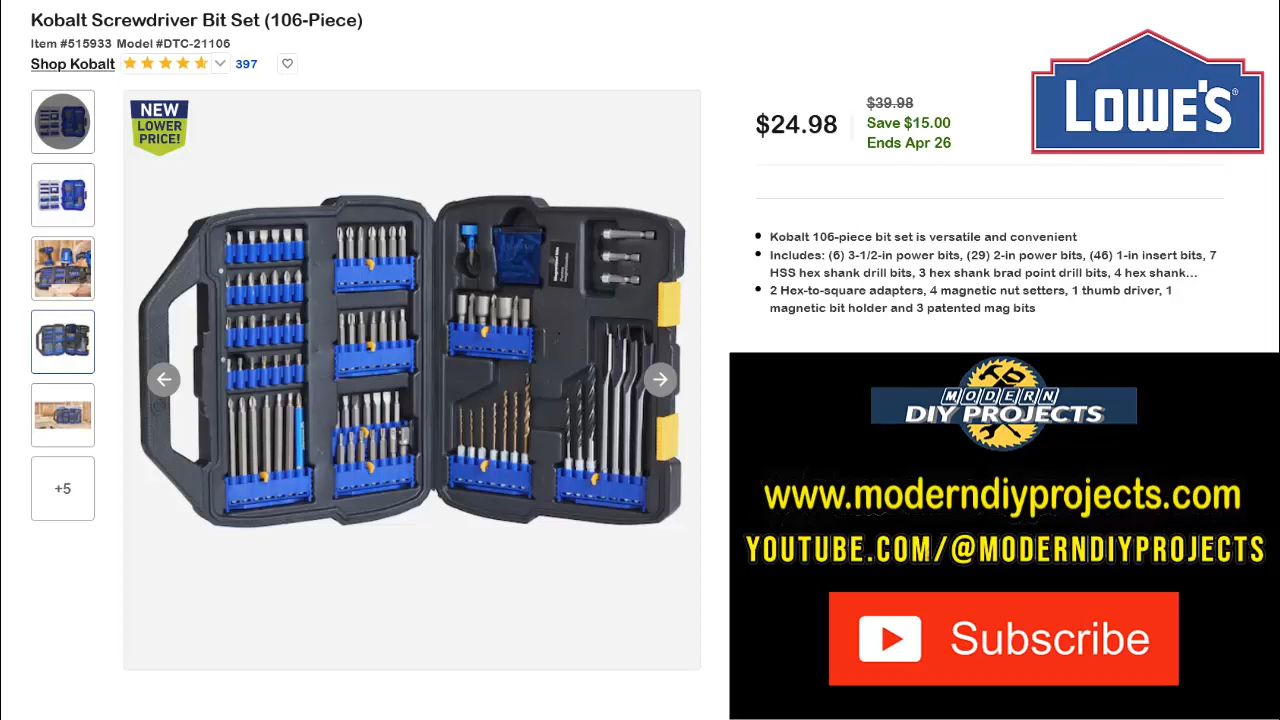 Kobalt Screwdriver Bit Set (106-Piece)
Item #515933 Model #DTC-21106
Shop Kobalt 397
NEW
LOWER
PRICE!
+5
$24.98
$39.98
Save $15.00
Ends Apr 26
LOWE'S®
Kobalt 106-piece bit set is versatile and convenient
Includes: (6) 3-1/2-in power bits, (29) 2-in power bits, (46) 1-in insert bits, 7
HSS hex shank drill bits, 3 hex shank brad point drill bits, 4 hex shank...
2 Hex-to-square adapters, 4 magnetic nut setters, 1 thumb driver, 1
magnetic bit holder and 3 patented mag bits
MODERN
DIY PROJECTS
www.moderndiyprojects.com
YOUTUBE.COM/@MODERNDIYPROJECTS
Subscribe